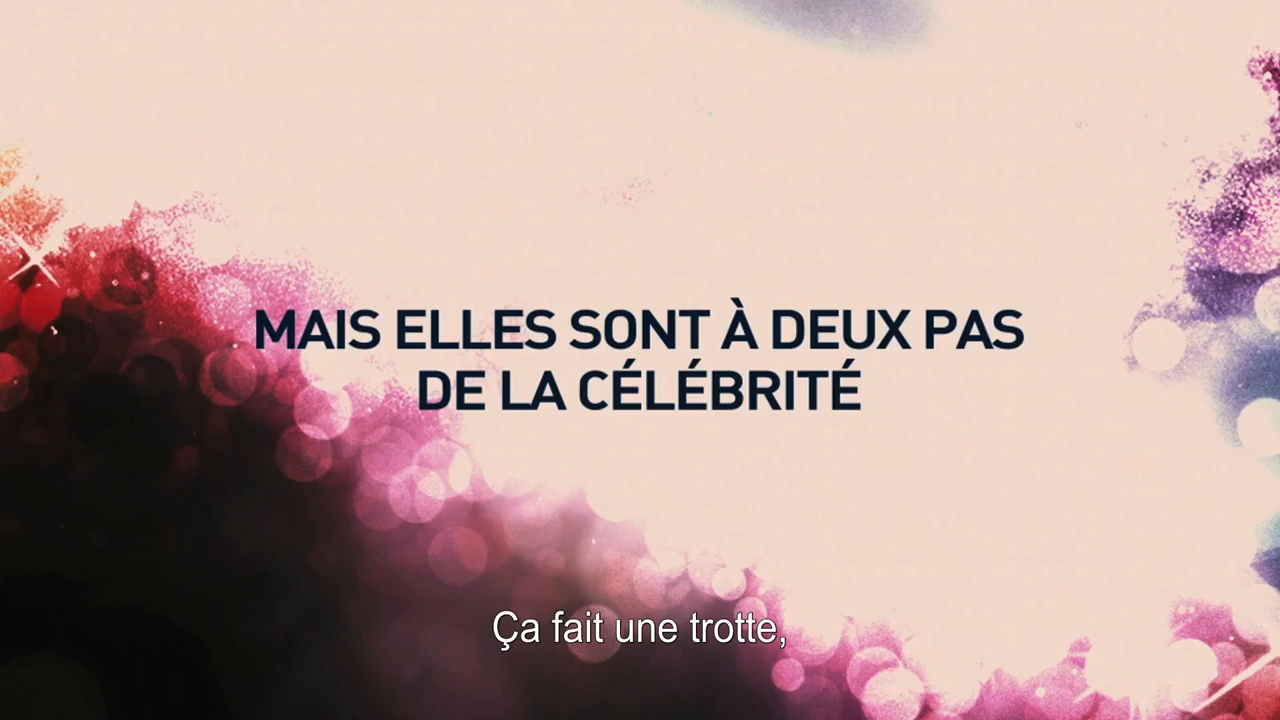 MAIS ELLES SONT À DEUX PAS
DE LA CÉLÉBRITÉ
Ça fait une trotte,